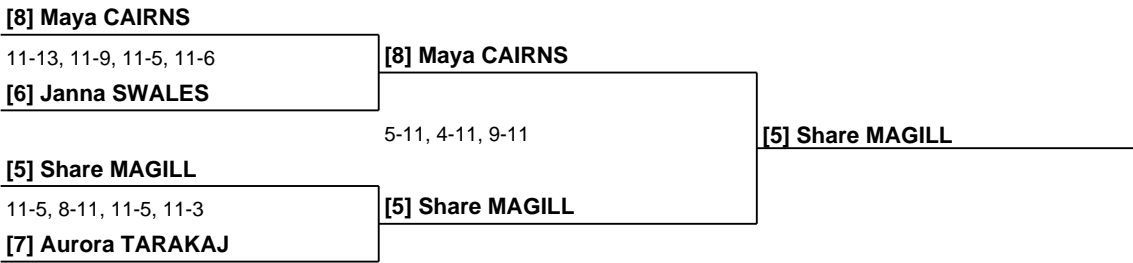 [8] Maya CAIRNS
11-13, 11-9, 11-5, 11-6
[8] Maya CAIRNS
[6] Janna SWALES
5-11, 4-11, 9-11
[5] Share MAGILL
[5] Share MAGILL
11-5, 8-11, 11-5, 11-3
[5] Share MAGILL
[7] Aurora TARAKAJ